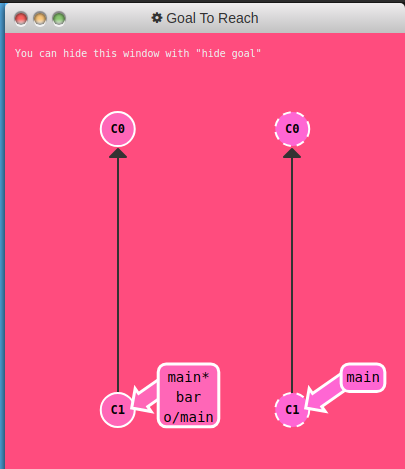 Goal To Reach
You can hide this window with "hide goal"
C0
C0
main*
bar
o/main
main
C1
C1